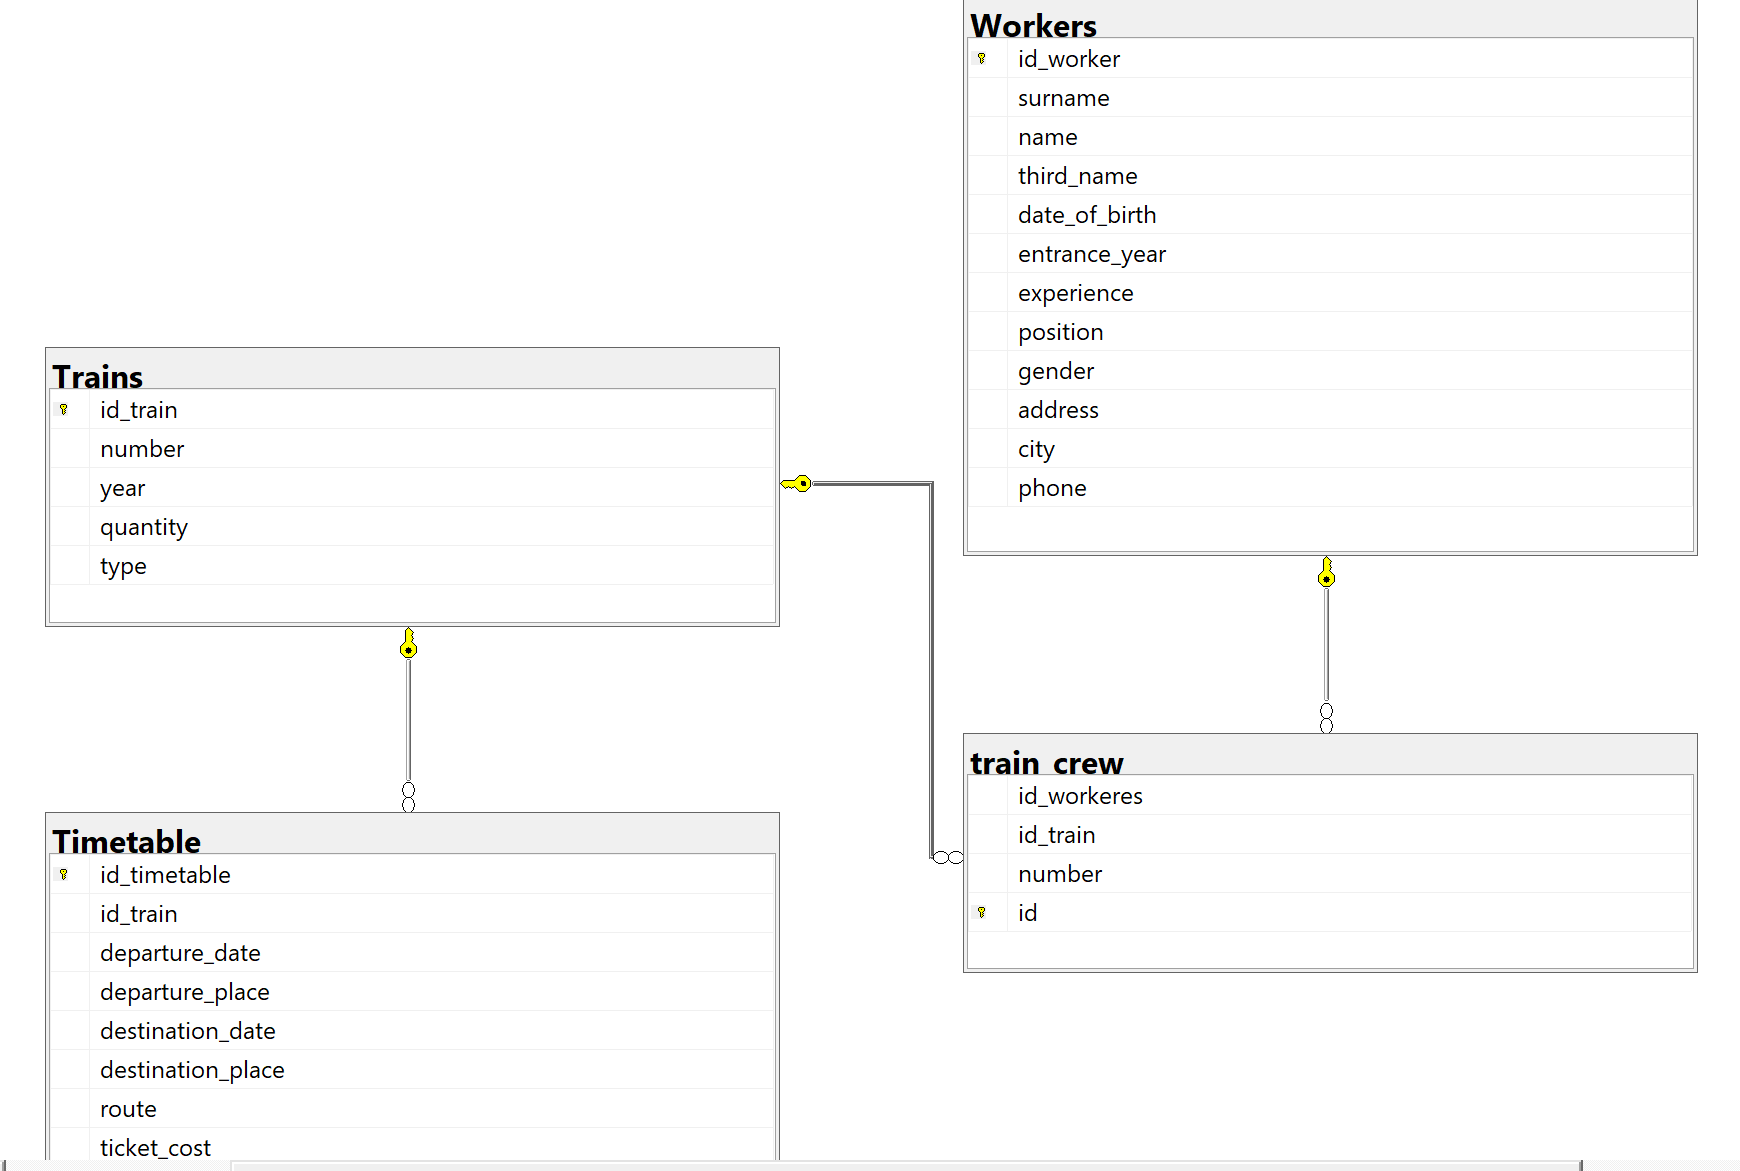 Workers
id_worker
surname
name
third_name
date_of_birth
entrance_year
experience
position
gender
address
city
phone
Trains
id_train
number
year
quantity
type
train_crew
id_workeres
id_train
number
id
Timetable
id_timetable
id_train
departure_date
departure_place
destination_date
destination_place
route
ticket_cost